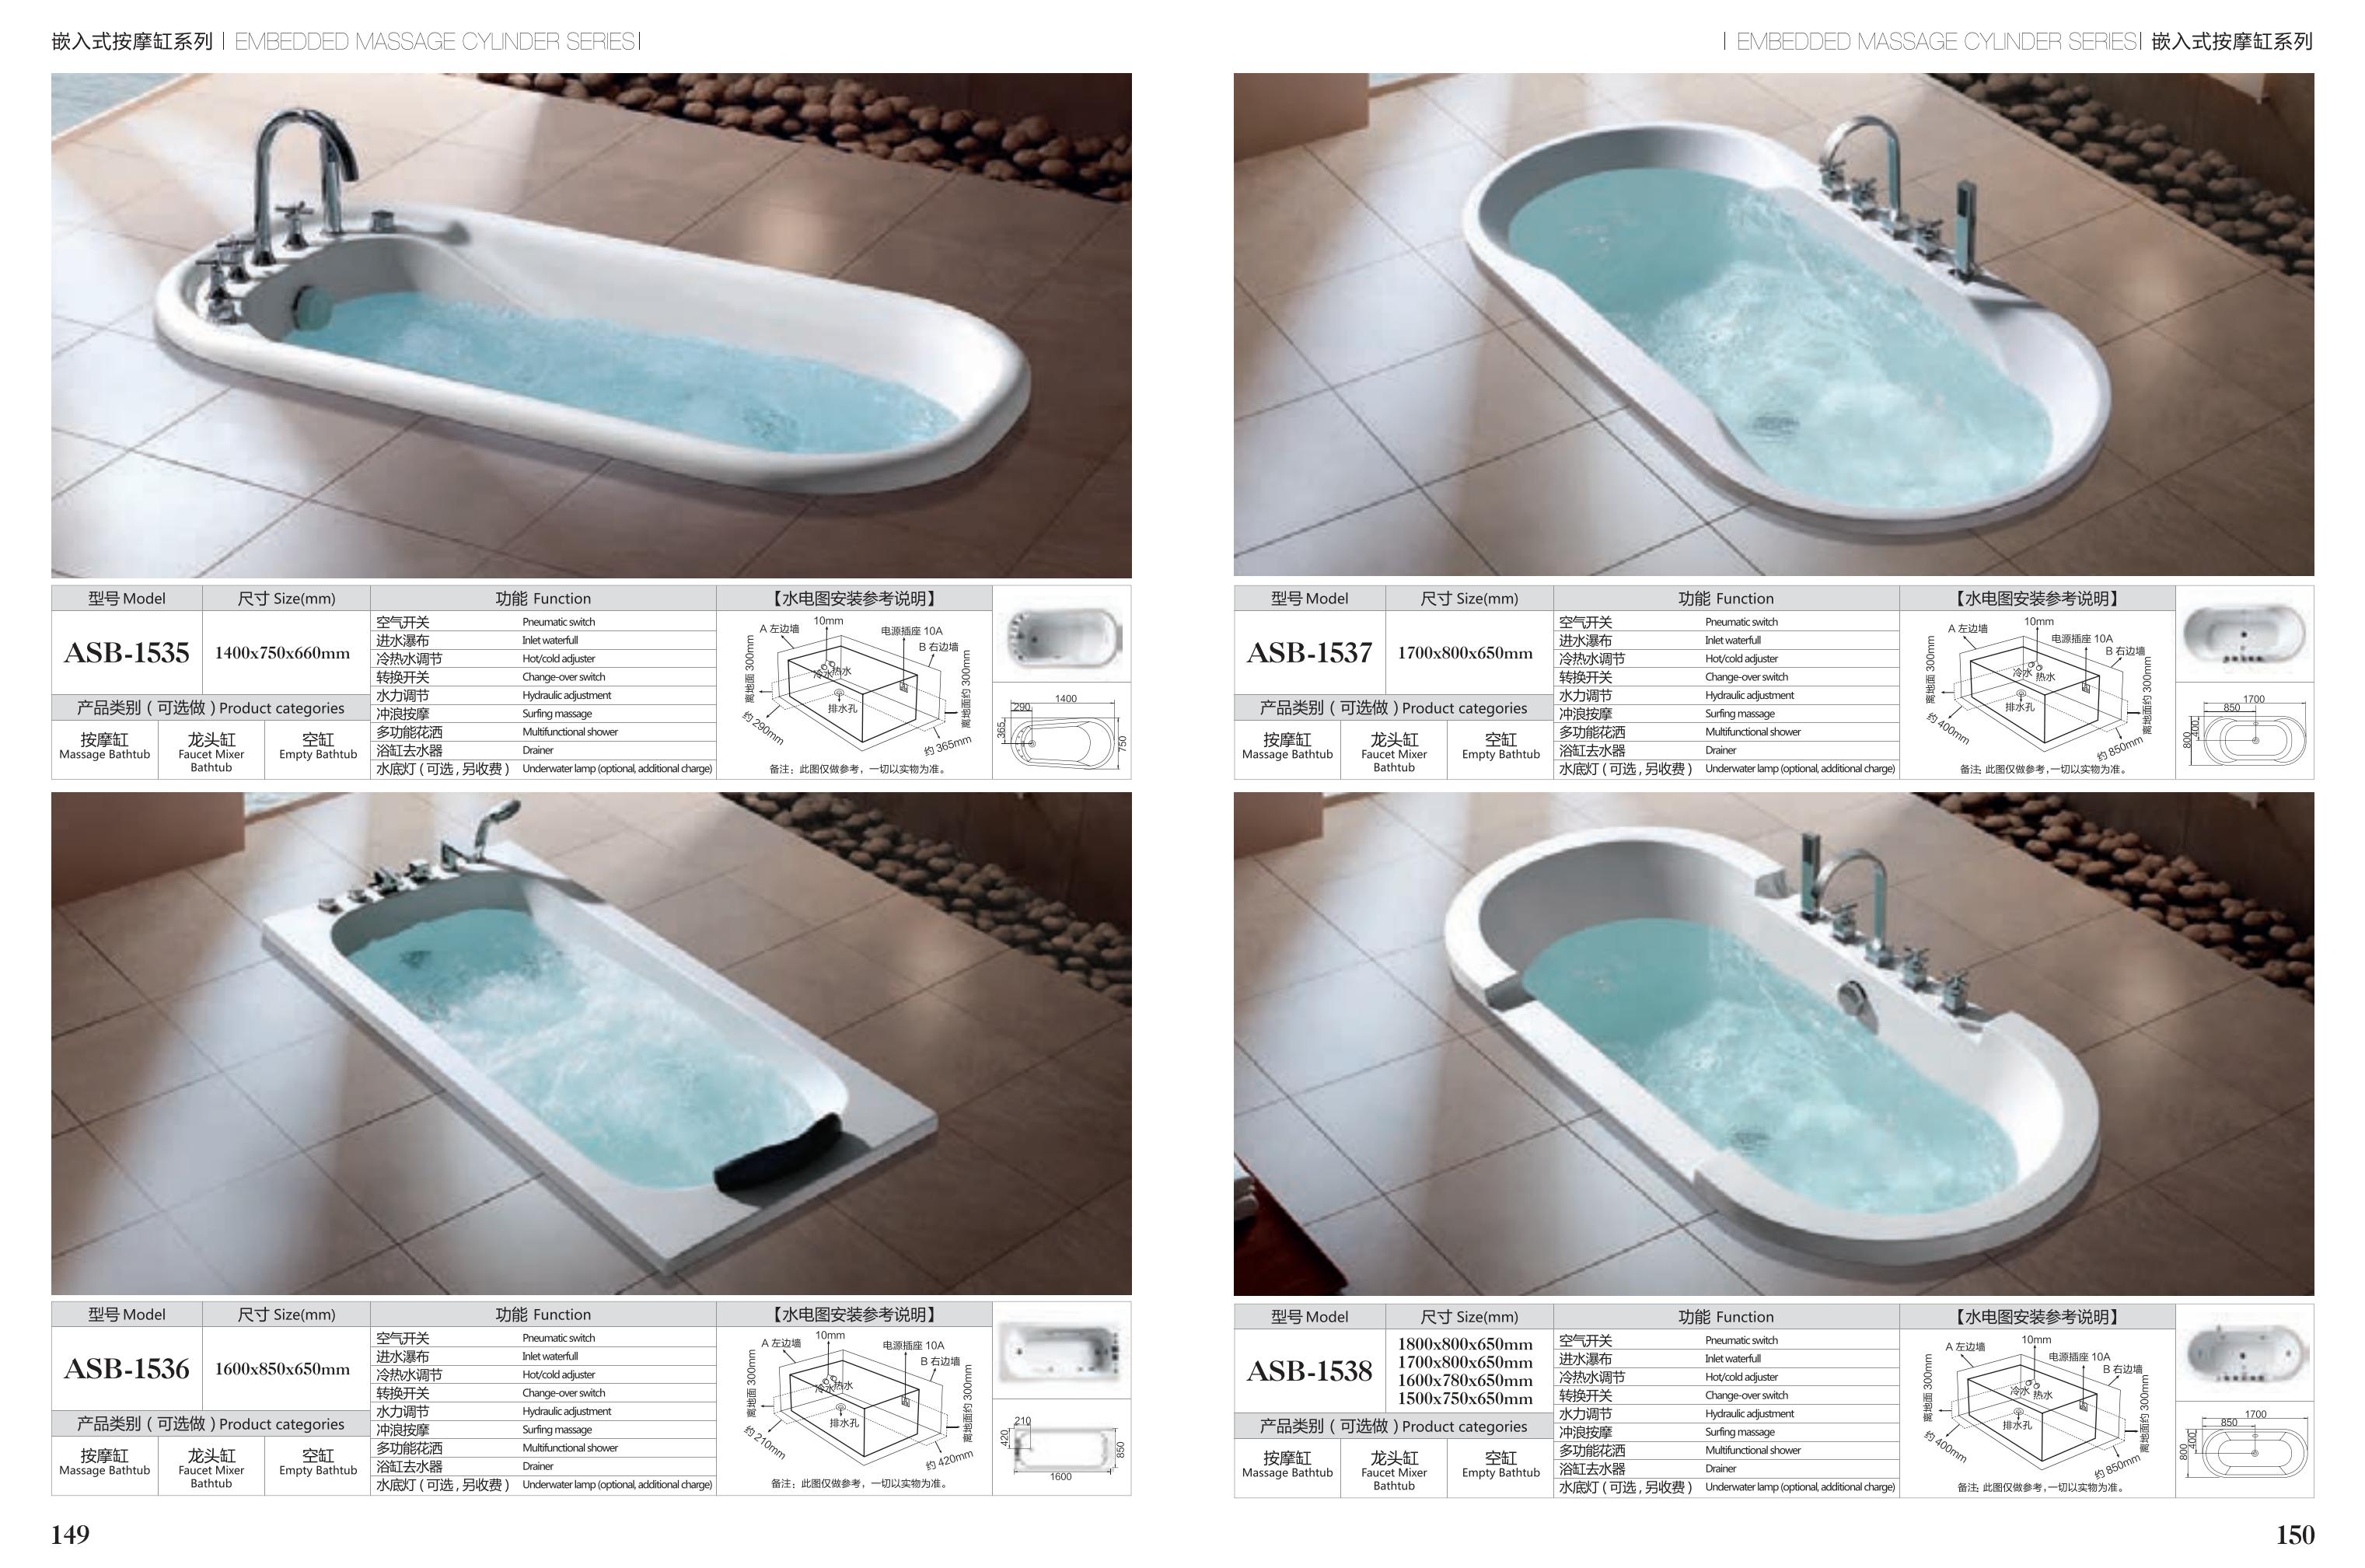 嵌入式按摩缸系列 | EMBEDDED MASSAGE CYLINDER SERIES|
型号 Model
尺寸 Size(mm)
功能 Function
【水电图安装参考说明】
ASB-1535
1400x750x660mm
空气开关 Pneumatic switch
进水瀑布 Inlet waterfull
冷热水调节 Hot/cold adjuster
转换开关 Change-over switch
水力调节 Hydraulic adjustment
冲浪按摩 Surfing massage
多功能花洒 Multifunctional shower
浴缸去水器 Drainer
水底灯 ( 可选 , 另收费 ) Underwater lamp (optional, additional charge)
产品类别 ( 可选做 ) Product categories
按摩缸
Massage Bathtub
龙头缸
Faucet Mixer
Bathtub
空缸
Empty Bathtub
10mm
A 左边墙
电源插座 10A
B 右边墙
离地面 300mm
冷水
热水
排水孔
离地面约 300mm
约 290mm
约 365mm
备注：此图仅做参考，一切以实物为准。
1400
290
365
750
型号 Model
尺寸 Size(mm)
功能 Function
【水电图安装参考说明】
ASB-1536
1600x850x650mm
空气开关 Pneumatic switch
进水瀑布 Inlet waterfull
冷热水调节 Hot/cold adjuster
转换开关 Change-over switch
水力调节 Hydraulic adjustment
冲浪按摩 Surfing massage
多功能花洒 Multifunctional shower
浴缸去水器 Drainer
水底灯 ( 可选 , 另收费 ) Underwater lamp (optional, additional charge)
产品类别 ( 可选做 ) Product categories
按摩缸
Massage Bathtub
龙头缸
Faucet Mixer
Bathtub
空缸
Empty Bathtub
10mm
A 左边墙
电源插座 10A
B 右边墙
离地面 300mm
冷水
热水
排水孔
离地面约 300mm
约 210mm
约 420mm
备注：此图仅做参考，一切以实物为准。
210
420
850
1600
149
| EMBEDDED MASSAGE CYLINDER SERIES| 嵌入式按摩缸系列
型号 Model
尺寸 Size(mm)
功能 Function
【水电图安装参考说明】
ASB-1537
1700x800x650mm
空气开关 Pneumatic switch
进水瀑布 Inlet waterfull
冷热水调节 Hot/cold adjuster
转换开关 Change-over switch
水力调节 Hydraulic adjustment
冲浪按摩 Surfing massage
多功能花洒 Multifunctional shower
浴缸去水器 Drainer
水底灯 ( 可选 , 另收费 ) Underwater lamp (optional, additional charge)
产品类别 ( 可选做 ) Product categories
按摩缸
Massage Bathtub
龙头缸
Faucet Mixer
Bathtub
空缸
Empty Bathtub
10mm
A 左边墙
电源插座 10A
B 右边墙
离地面 300mm
冷水
热水
排水孔
离地面约 300mm
约 400mm
约 850mm
备注: 此图仅做参考，一切以实物为准。
1700
850
400
800
型号 Model
尺寸 Size(mm)
功能 Function
【水电图安装参考说明】
ASB-1538
1800x800x650mm
1700x800x650mm
1600x780x650mm
1500x750x650mm
空气开关 Pneumatic switch
进水瀑布 Inlet waterfull
冷热水调节 Hot/cold adjuster
转换开关 Change-over switch
水力调节 Hydraulic adjustment
冲浪按摩 Surfing massage
多功能花洒 Multifunctional shower
浴缸去水器 Drainer
水底灯 ( 可选 , 另收费 ) Underwater lamp (optional, additional charge)
产品类别 ( 可选做 ) Product categories
按摩缸
Massage Bathtub
龙头缸
Faucet Mixer
Bathtub
空缸
Empty Bathtub
10mm
A 左边墙
电源插座 10A
B 右边墙
离地面 300mm
冷水
热水
排水孔
离地面约 300mm
约 400mm
约 850mm
备注: 此图仅做参考，一切以实物为准。
1700
850
400
800
150